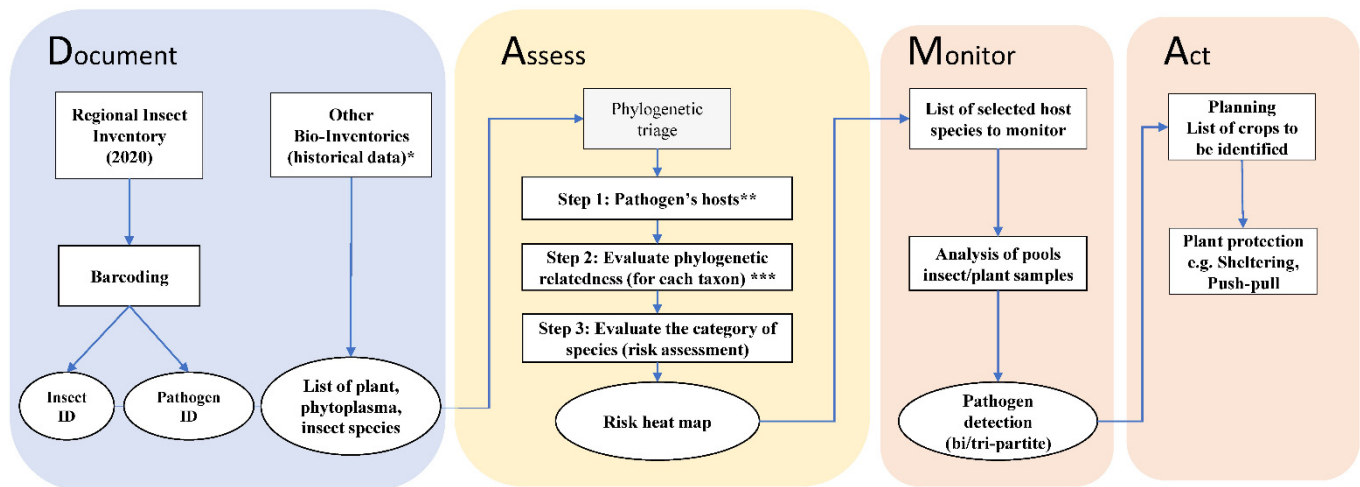 Document
Regional Insect
Inventory
(2020)
Other
Bio-Inventories
(historical data)*
Barcoding
Insect
ID
Pathogen
ID
List of plant,
phytoplasma,
insect species
Assess
Phylogenetic
triage
Step 1: Pathogen’s hosts**
Step 2: Evaluate phylogenetic
relatedness (for each taxon) ***
Step 3: Evaluate the category of
species (risk assessment)
Risk heat map
Monitor
List of selected host
species to monitor
Analysis of pools
insect/plant samples
Pathogen
detection
(bi/tri-partite)
Act
Planning
List of crops to
be identified
Plant protection
e.g. Sheltering,
Push-pull